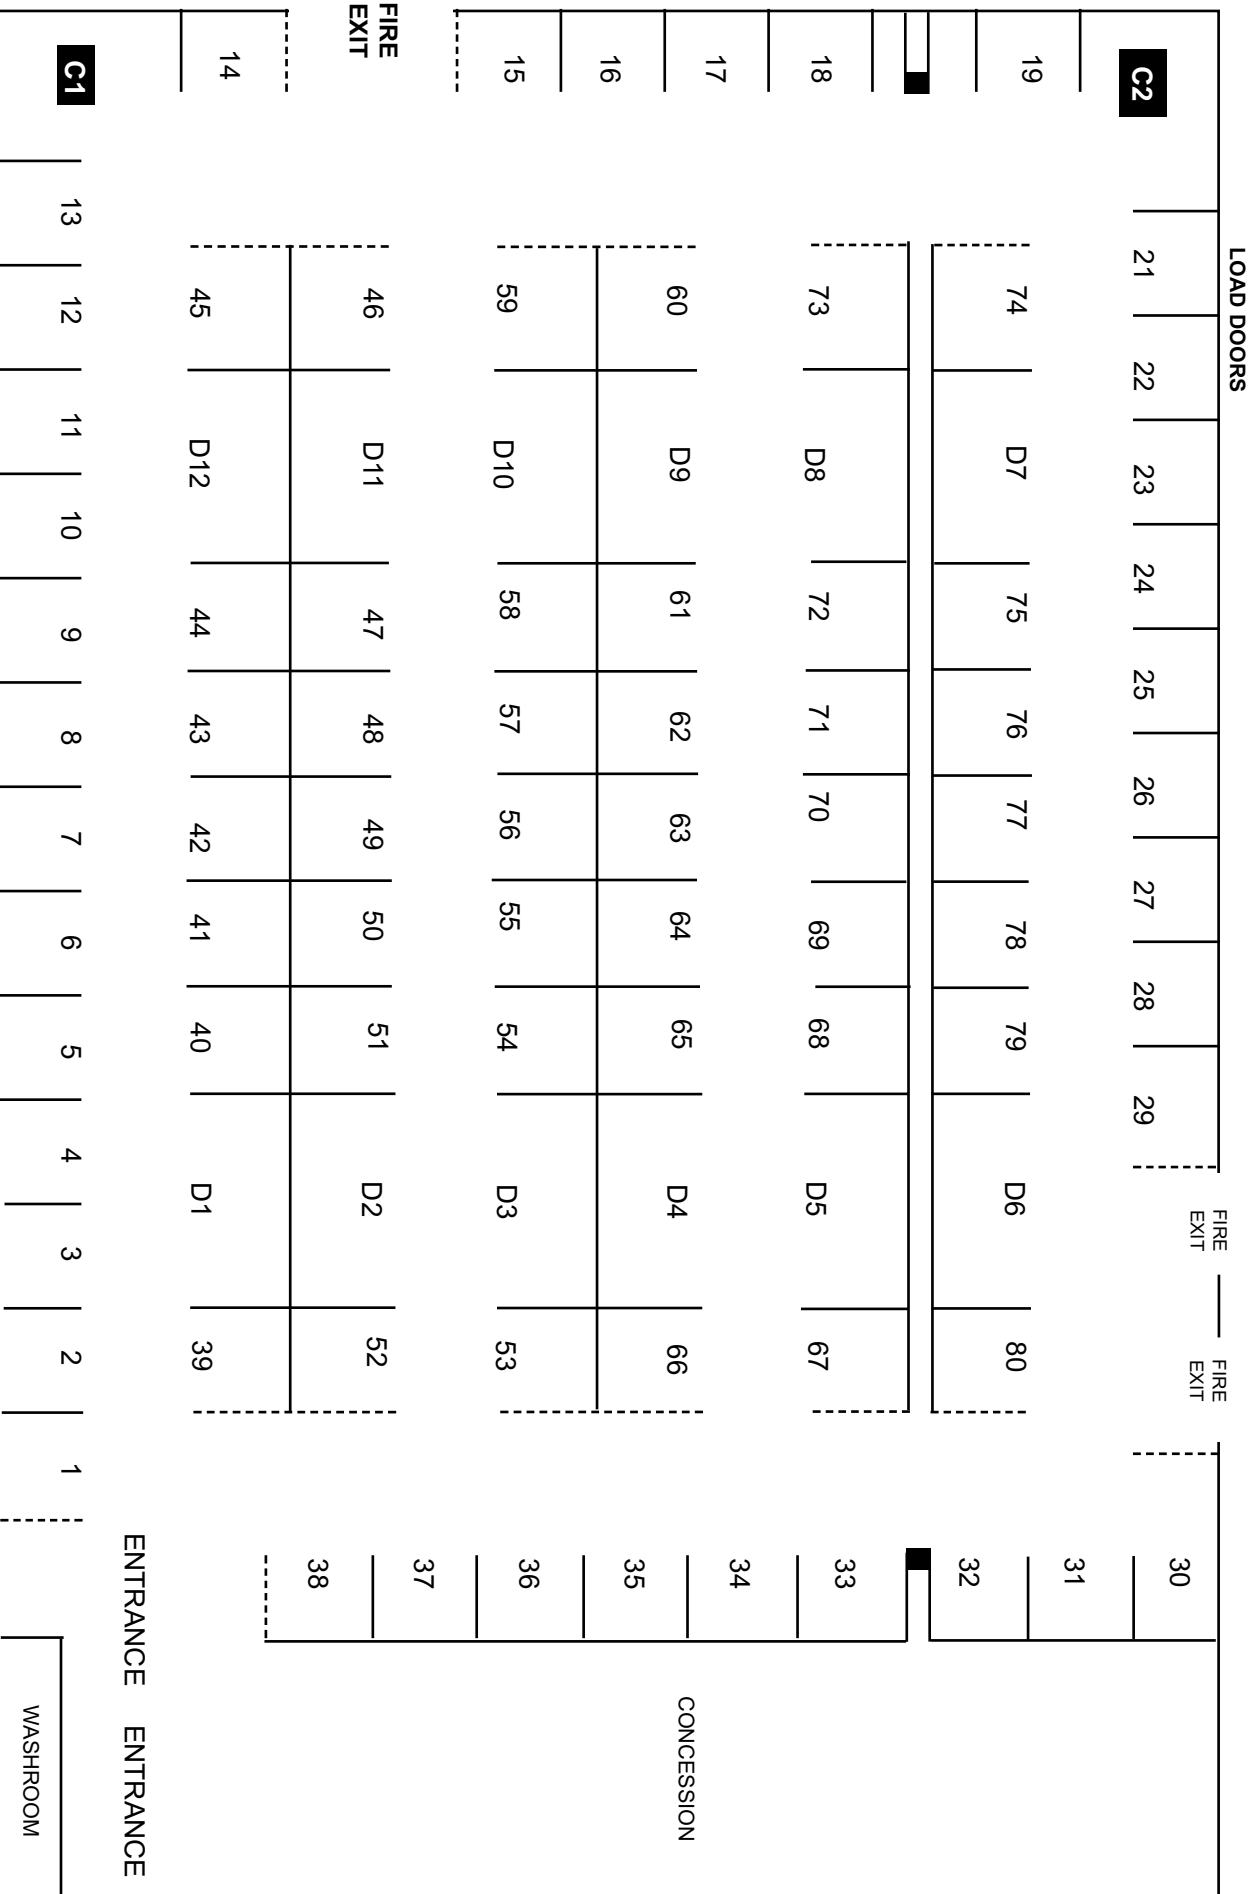 LOAD DOORS
FIRE EXIT
FIRE EXIT
C2 21 22 23 24 25 26 27 28 29 30
31
19 74 D7 75 76 77 78 79 D6 80 32
18 73 D8 72 71 70 69 68 D5 67 33
17 34
60 D9 61 62 63 64 65 D4 66
CONCESSION
16 35
15 59 D10 58 57 56 55 54 D3 53 36
37
FIRE
EXIT
46 D11 47 48 49 50 51 D2 52 38
14 45 D12 44 43 42 41 40 D1 39
ENTRANCE ENTRANCE
C1 13 12 11 10 9 8 7 6 5 4 3 2 1
WASHROOM